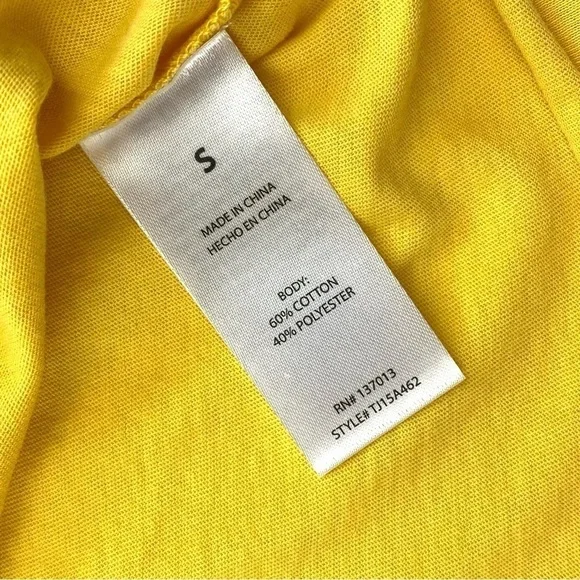 S
MADE IN CHINA
HECHO EN CHINA
BODY:
60% COTTON
40% POLYESTER
RN# 137013
STYLE# TJ15A462